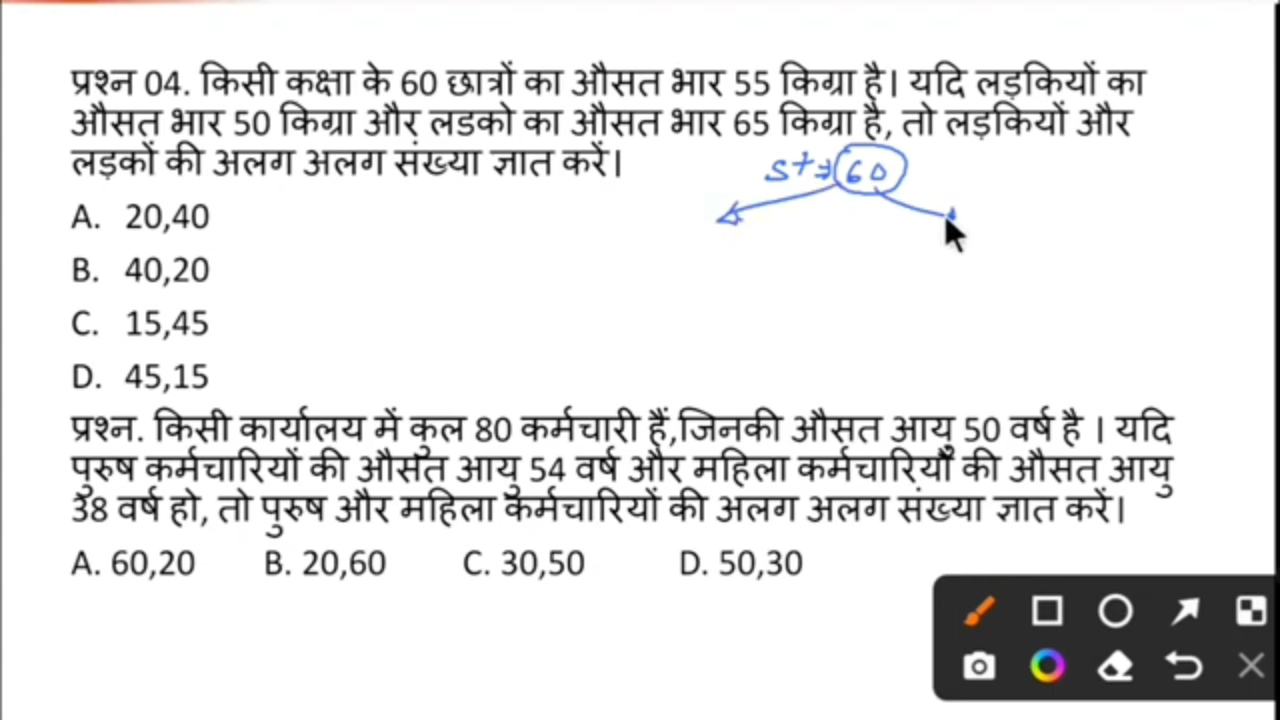 प्रश्न 04. किसी कक्षा के 60 छात्रों का औसत भार 55 किग्रा है। यदि लड़कियों का
औसत भार 50 किग्रा और लडको का औसत भार 65 किग्रा है, तो लड़कियों और
लड़कों की अलग अलग संख्या ज्ञात करें।
St ⇒ 60
A. 20,40
B. 40,20
C. 15,45
D. 45,15
प्रश्न. किसी कार्यालय में कुल 80 कर्मचारी हैं,जिनकी औसत आयु 50 वर्ष है । यदि
पुरुष कर्मचारियों की औसत आयु 54 वर्ष और महिला कर्मचारियों की औसत आयु
38 वर्ष हो, तो पुरुष और महिला कर्मचारियों की अलग अलग संख्या ज्ञात करें।
A. 60,20 B. 20,60 C. 30,50 D. 50,30